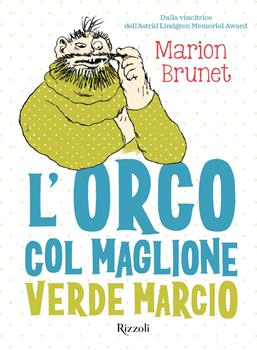 Dalla vincitrice
dell'Astrid Lindgren Memorial Award
Marion
Brunet
L'ORCO
COL MAGLIONE
VERDE MARCIO
Rizzoli